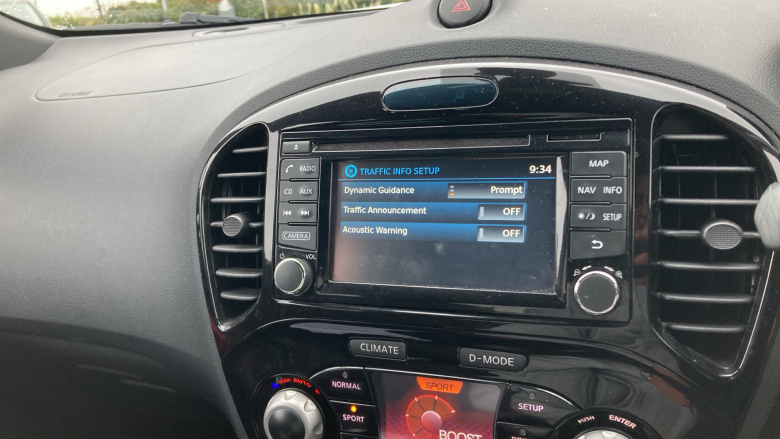 TRAFFIC INFO SETUP 9:34
Dynamic Guidance Prompt
Traffic Announcement OFF
Acoustic Warning OFF
RADIO
CD AUX
CAMERA
VOL
MAP
NAV INFO
SETUP
CLIMATE D-MODE
NORMAL SPORT SETUP
SPORT
BOOST
PUSH ENTER